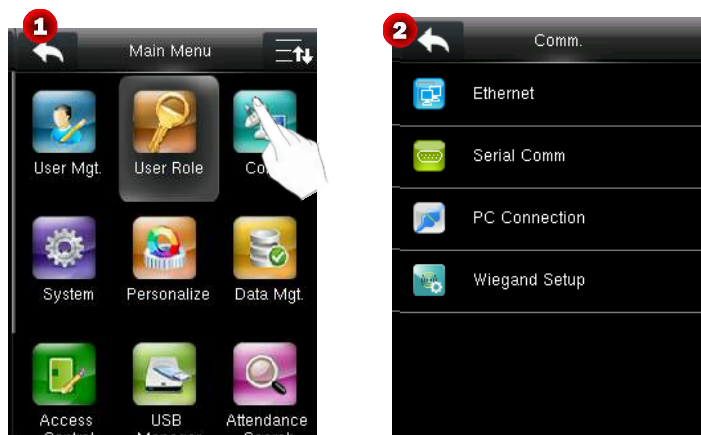 1
Main Menu
User Mgt.
User Role
System
Personalize
Data Mgt.
Access
USB
Attendance
2
Comm.
Ethernet
Serial Comm
PC Connection
Wiegand Setup